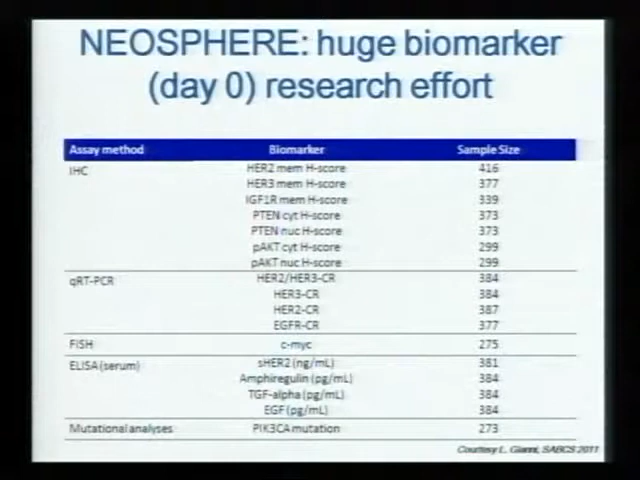 NEOSPHERE: huge biomarker
(day 0) research effort
Assay method Biomarker Sample Size
IHC HER2 mem H-score 416
HER3 mem H-score 377
IGF1R mem H-score 339
PTEN cyt H-score 373
PTEN nuc H-score 373
pAKT cyt H-score 299
pAKT nuc H-score 299
qRT-PCR HER2/HER3-CR 384
HER3-CR 384
HER2-CR 387
EGFR-CR 377
FISH c-myc 275
ELISA (serum) sHER2 (ng/mL) 381
Amphiregulin (pg/mL) 384
TGF-alpha (pg/mL) 384
EGF (pg/mL) 384
Mutational analyses PIK3CA mutation 273
Courtesy L. Gianni, SABCS 2011